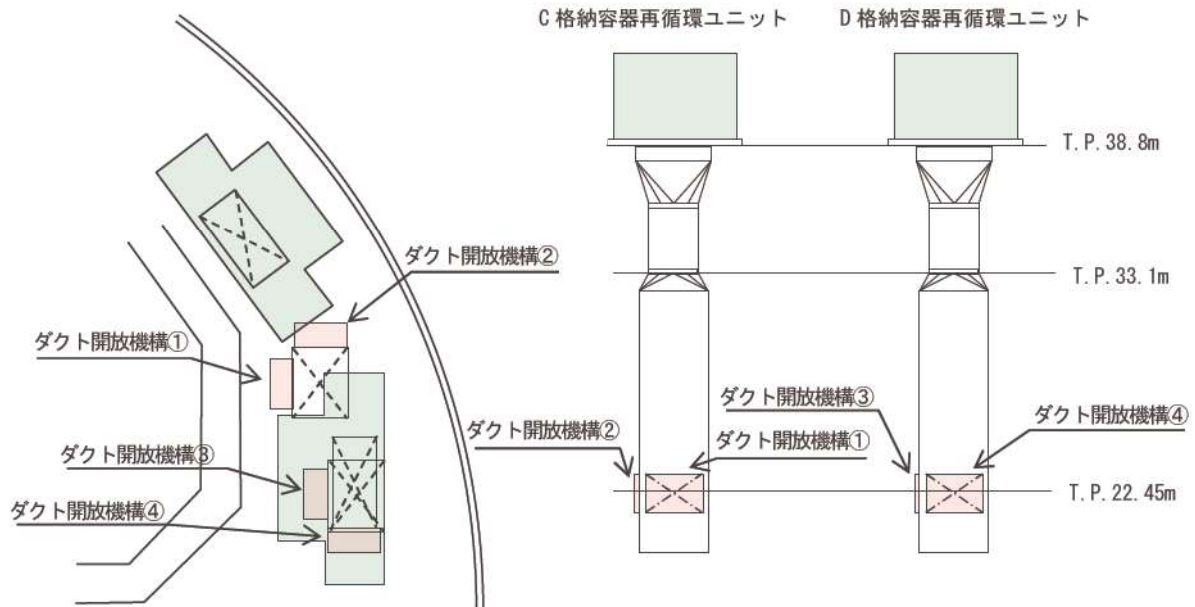 C格納容器再循環ユニット
D格納容器再循環ユニット
T.P.38.8m
ダクト開放機構②
T.P.33.1m
ダクト開放機構①
ダクト開放機構③
ダクト開放機構④
ダクト開放機構②
ダクト開放機構①
ダクト開放機構③
ダクト開放機構④
T.P.22.45m